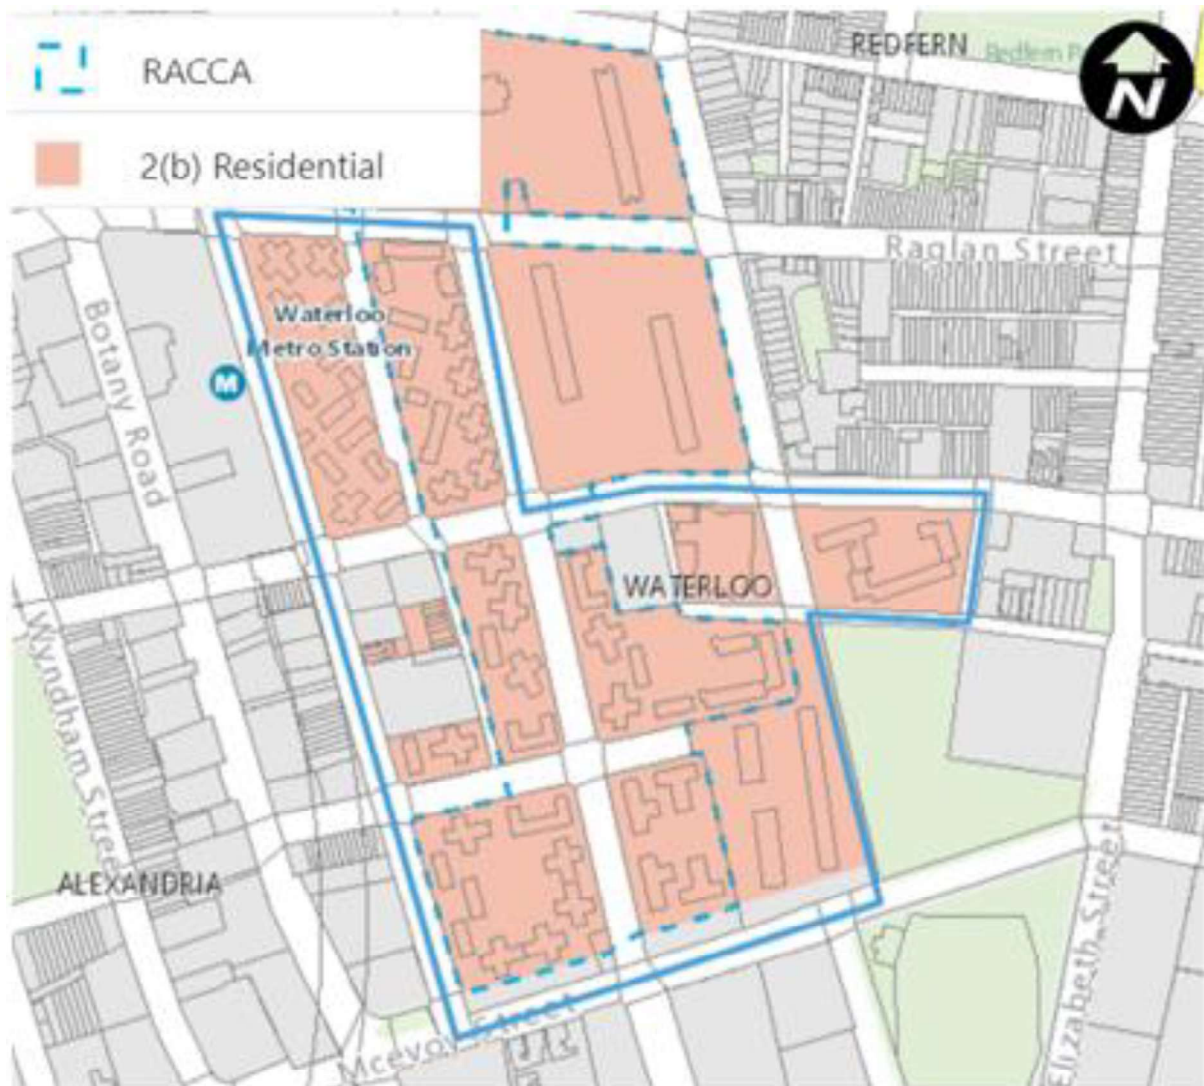 RACCA
2(b) Residential
REDFERN
Redfern
N
Raglan Street
Waterloo
Metro Station
M
Botany Road
WATERLOO
Wyndham Street
ALEXANDRIA
Mcevoy Street
Elizabeth Street